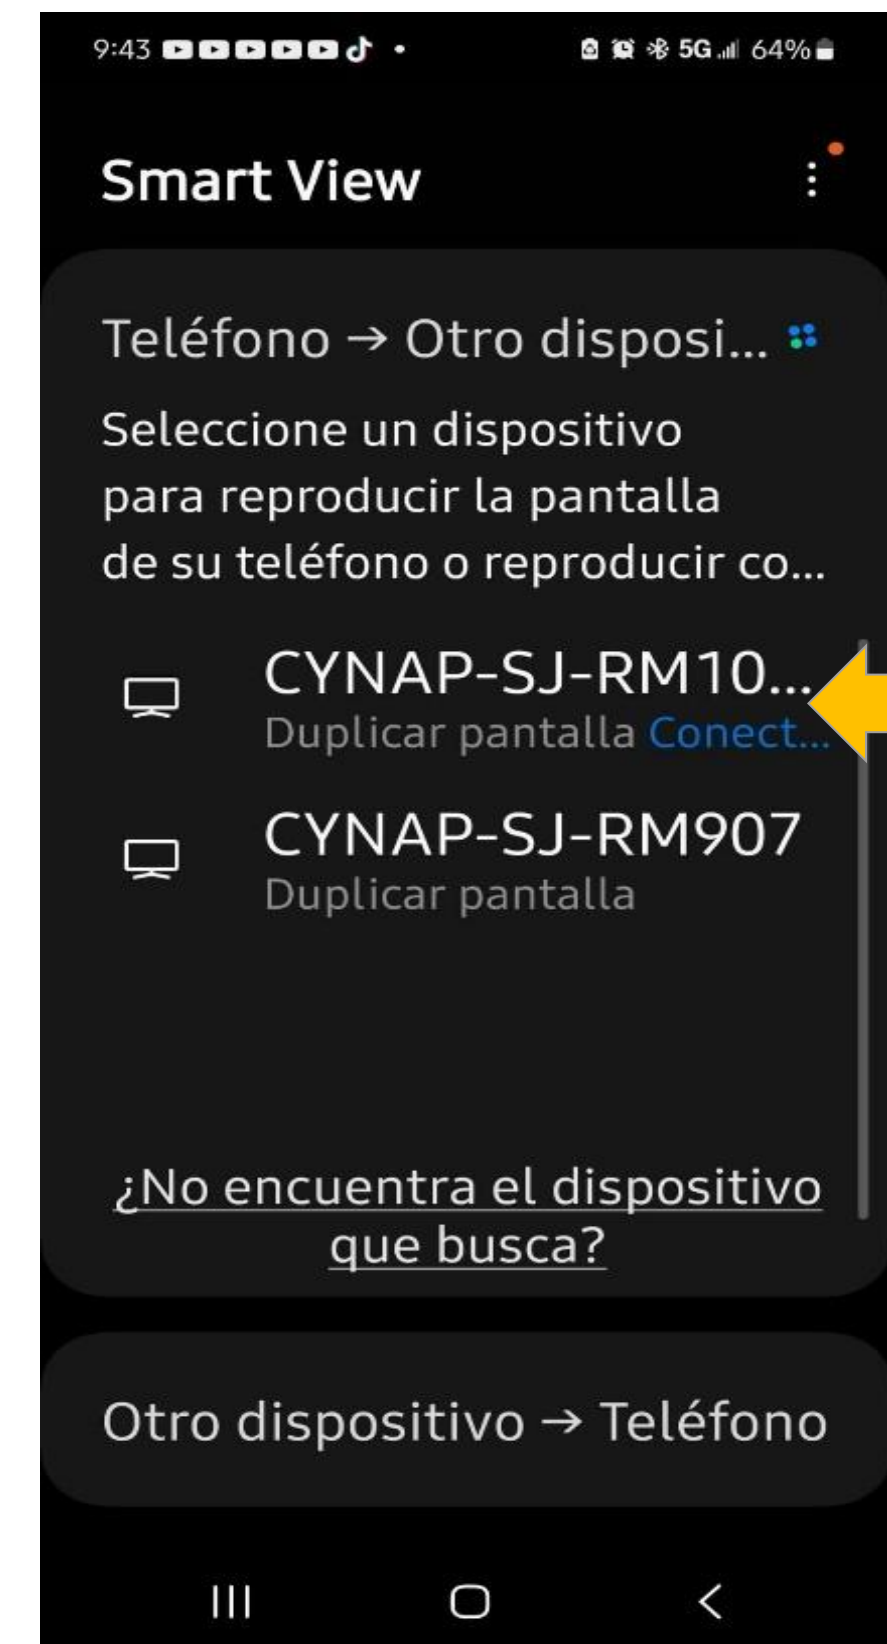 9:43
5G 64%
Smart View
Teléfono → Otro disposi...
Seleccione un dispositivo
para reproducir la pantalla
de su teléfono o reproducir co...
CYNAP-SJ-RM10...
Duplicar pantalla Conect...
CYNAP-SJ-RM907
Duplicar pantalla
¿No encuentra el dispositivo
que busca?
Otro dispositivo → Teléfono